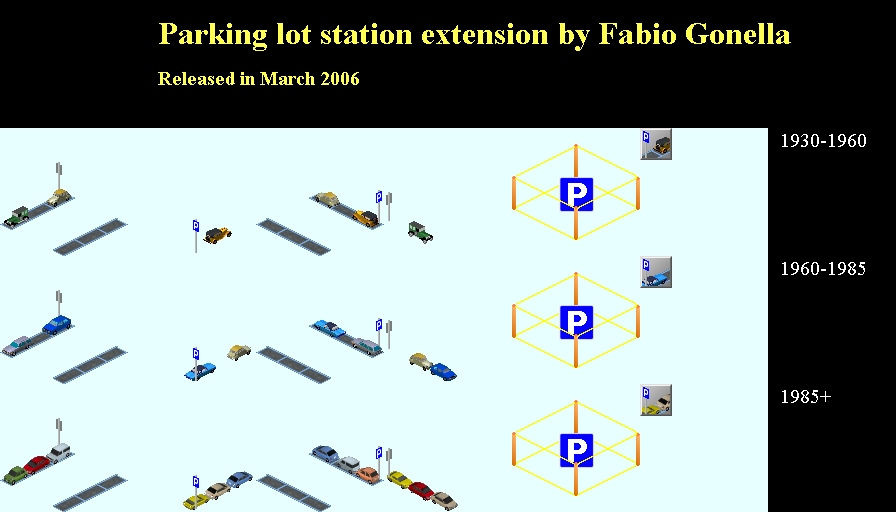 Parking lot station extension by Fabio Gonella
Released in March 2006
1930-1960
P
1960-1985
P
1985+
P